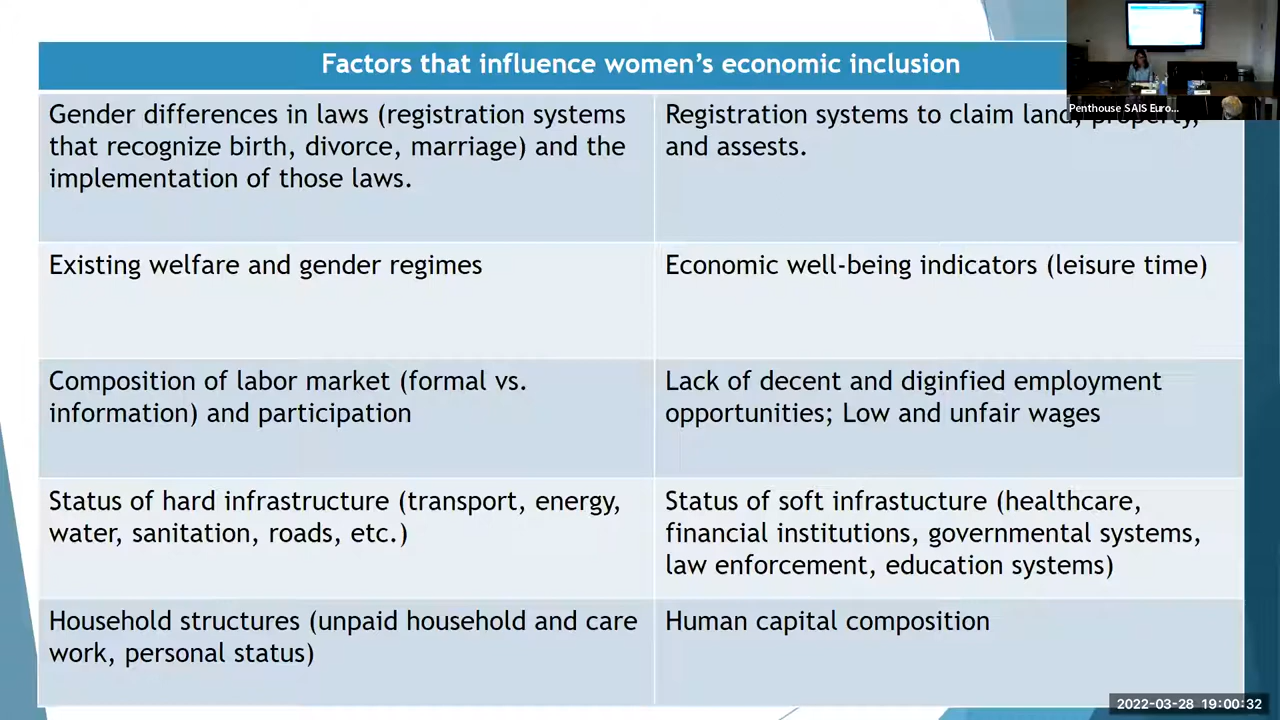 Factors that influence women's economic inclusion
Penthouse SAIS Euro...
Gender differences in laws (registration systems
that recognize birth, divorce, marriage) and the
implementation of those laws.
Registration systems to claim land, property,
and assests.
Existing welfare and gender regimes
Economic well-being indicators (leisure time)
Composition of labor market (formal vs.
information) and participation
Lack of decent and diginfied employment
opportunities; Low and unfair wages
Status of hard infrastructure (transport, energy,
water, sanitation, roads, etc.)
Status of soft infrastucture (healthcare,
financial institutions, governmental systems,
law enforcement, education systems)
Household structures (unpaid household and care
work, personal status)
Human capital composition
2022-03-28 19:00:32